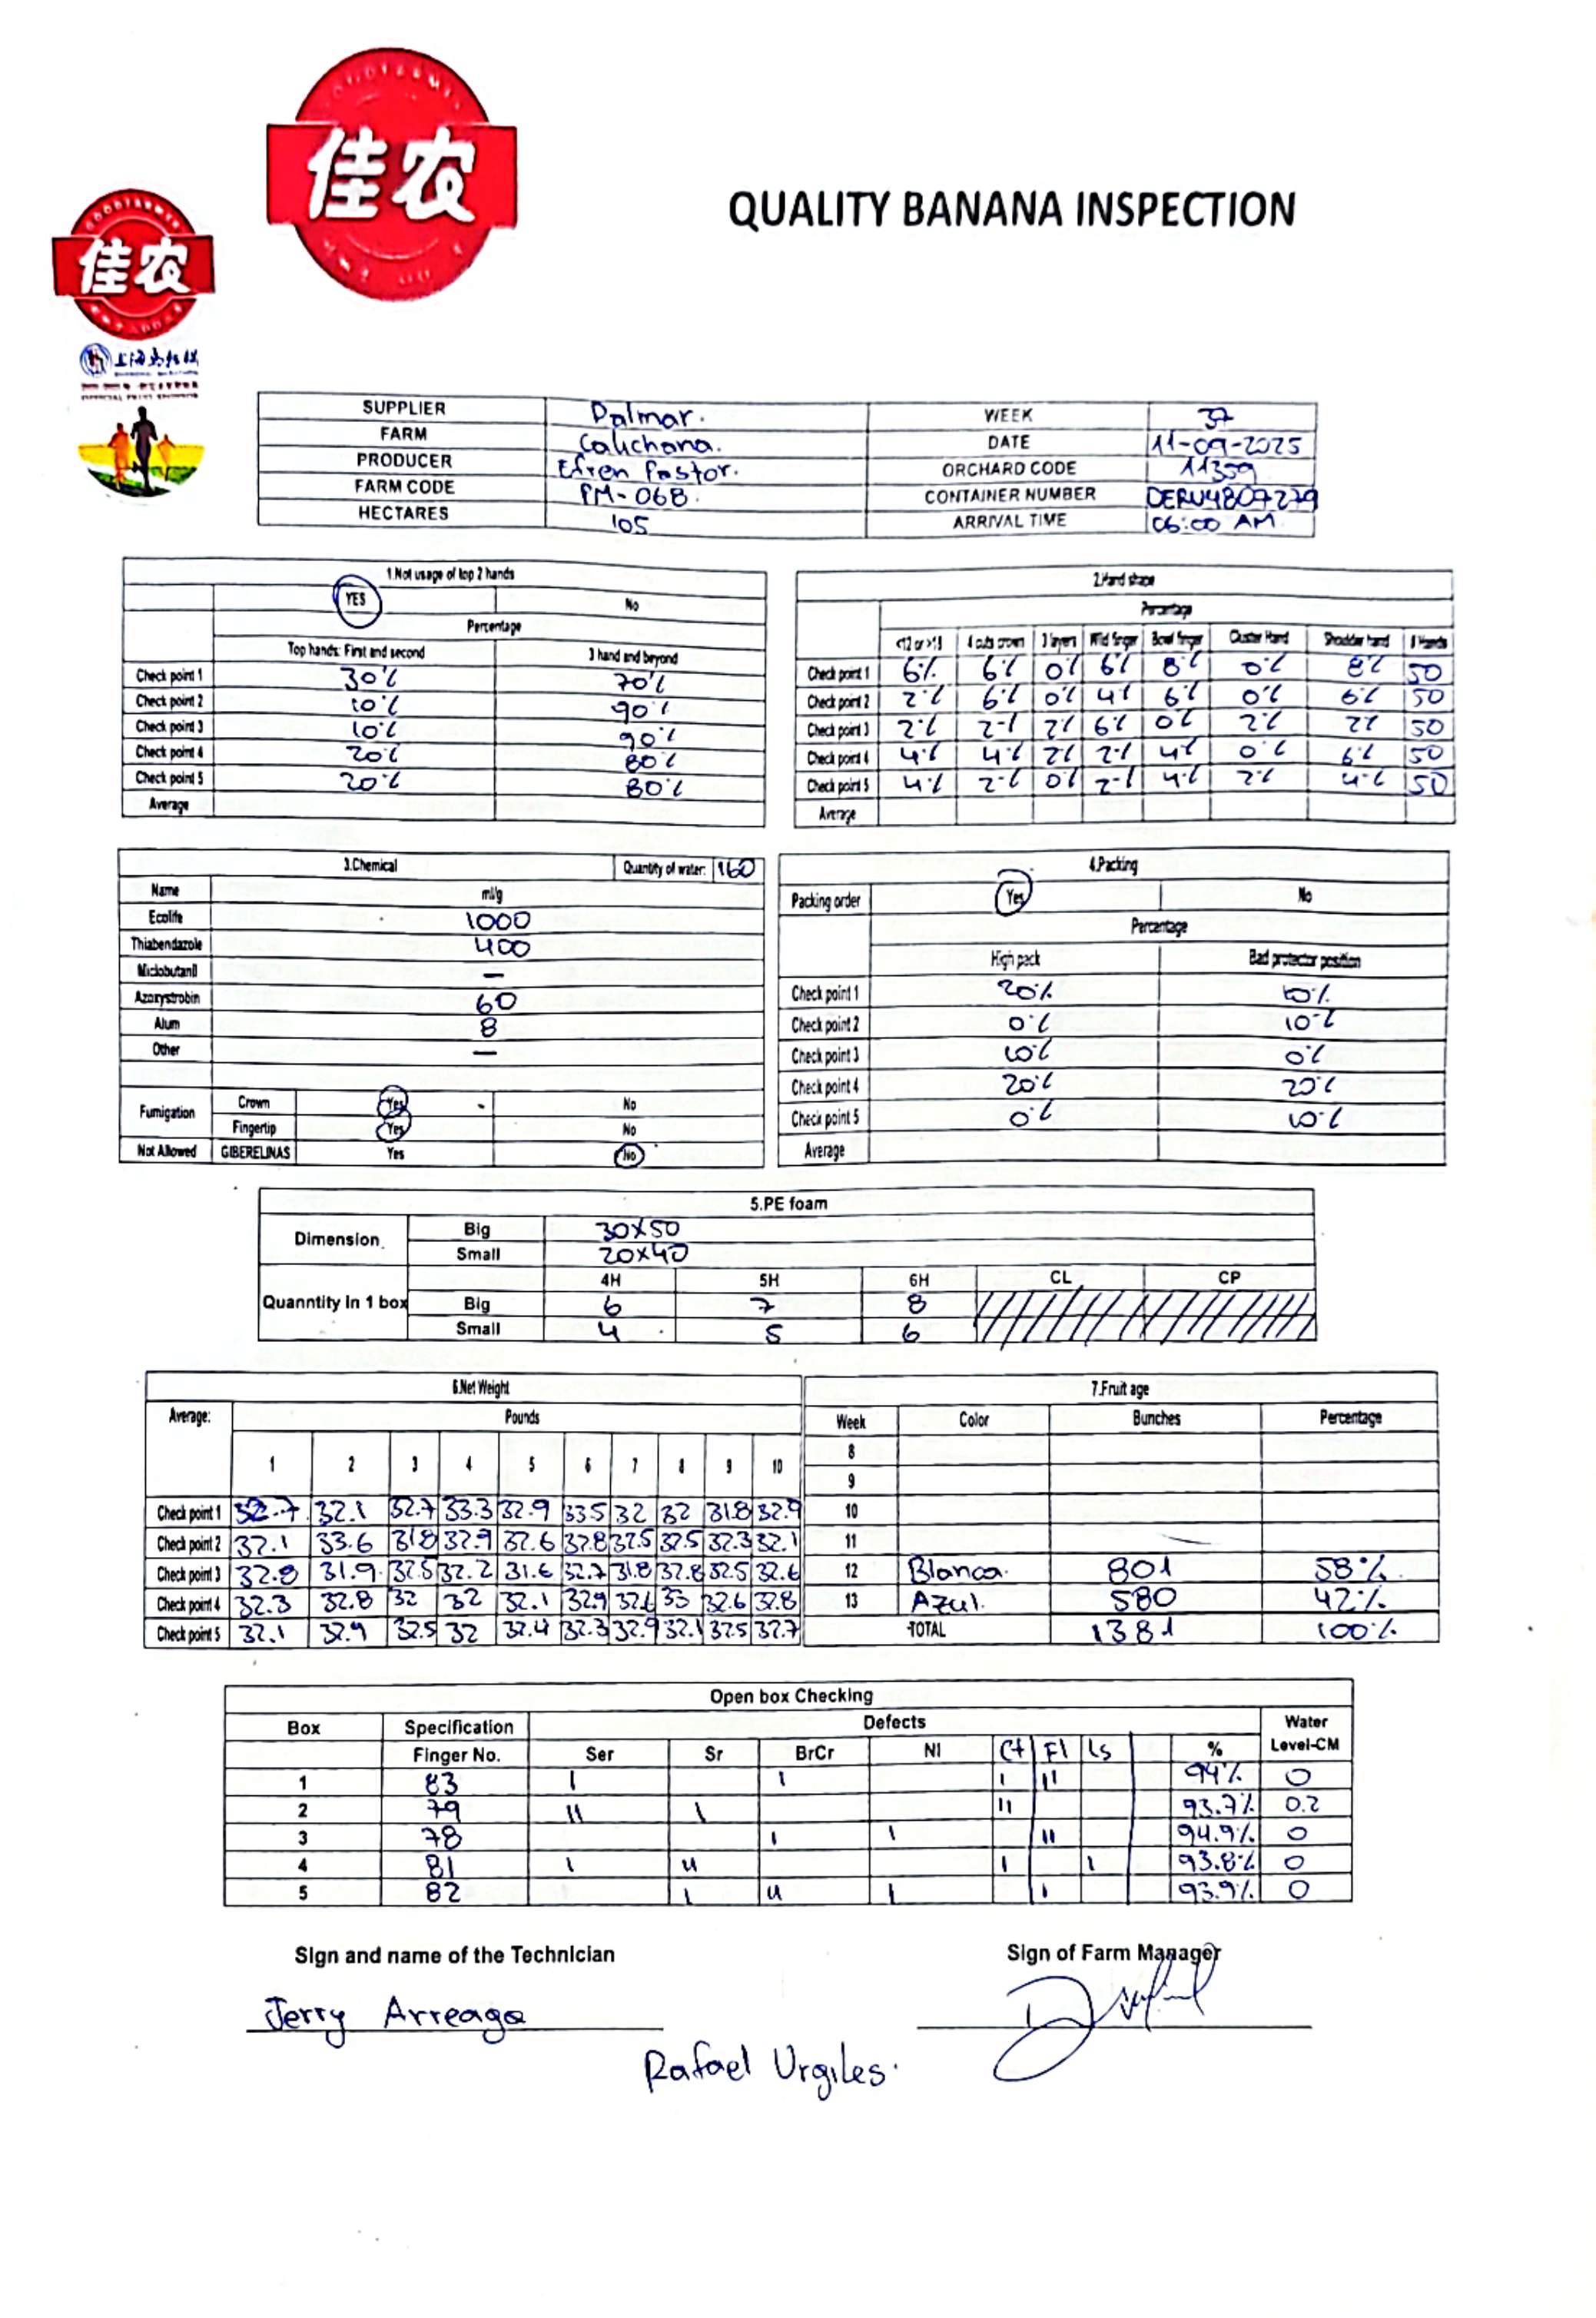 佳农
佳农
QUALITY BANANA INSPECTION
SUPPLIER Palmar. WEEK 37
FARM Calichana. DATE 11-09-2025
PRODUCER Efren Pastor. ORCHARD CODE 11359
FARM CODE PM-068. CONTAINER NUMBER
HECTARES 105 ARRIVAL TIME 06:00 AM
1.Not usage of top 2 hands
YES No
Percentage
Top hands: First and second 3 hand and beyond
Check point 1 30% 70%
Check point 2 10% 90%
Check point 3 10% 90%
Check point 4 20% 80%
Check point 5 20% 80%
Average
2.Hand shape
Percentage
<12 or >18 4 cuts crown 3 layers Wild finger Bowl finger Cluster Hand Shoulder hand # Hands
Check point 1 6% 6% 0% 6% 8% 0% 8% 50
Check point 2 2% 6% 0% 4% 6% 0% 6% 50
Check point 3 2% 2% 2% 6% 0% 2% 2% 50
Check point 4 4% 4% 2% 2% 4% 0% 6% 50
Check point 5 4% 2% 0% 2% 4% 2% 4% 50
Average
3.Chemical Quantity of water: 160
Name ml/g
Ecolife 1000
Thiabendazole 400
Miclobutanil —
Azoxystrobin 60
Alum 8
Other —
Fumigation Crown Yes No
Fingertip Yes No
Not Allowed GIBERELINAS Yes No
4.Packing
Packing order Yes No
Percentage
High pack Bad protector position
Check point 1 20% 10%
Check point 2 0% 10%
Check point 3 10% 0%
Check point 4 20% 20%
Check point 5 0% 10%
Average
5.PE foam
Dimension Big 30x50
Small 20x40
4H 5H 6H CL CP
Quanntity in 1 box Big 6 7 8
Small 4 5 6
6.Net Weight
Average: Pounds
1 2 3 4 5 6 7 8 9 10
Check point 1 32.7 32.1 32.7 33.3 32.9 33.5 32 32 31.8 32.9
Check point 2 32.1 33.6 31.8 32.9 32.6 32.8 32.5 32.5 32.3 32.1
Check point 3 32.8 31.9 32.5 32.2 31.6 32.7 31.8 32.8 32.5 32.6
Check point 4 32.3 32.8 32 32 32.1 32.9 32.6 33 32.6 32.8
Check point 5 32.1 32.4 32.5 32 32.4 32.3 32.9 32.1 32.5 32.7
7.Fruit age
Week Color Bunches Percentage
8
9
10
11
12 Blanca. 801 58%
13 Azul. 580 42%
TOTAL 1381 100%
Open box Checking
Box Specification Defects Water
Finger No. Ser Sr BrCr NI Ct Fl Ls % Level-CM
1 83 I I I II 94% 0
2 79 II I II 93.7% 0.2
3 78 I I II 94.9% 0
4 81 I II I I 93.8% 0
5 82 I II I I 93.9% 0
Sign and name of the Technician Sign of Farm Manager
Jerry Arreaga
Rafael Urgiles.